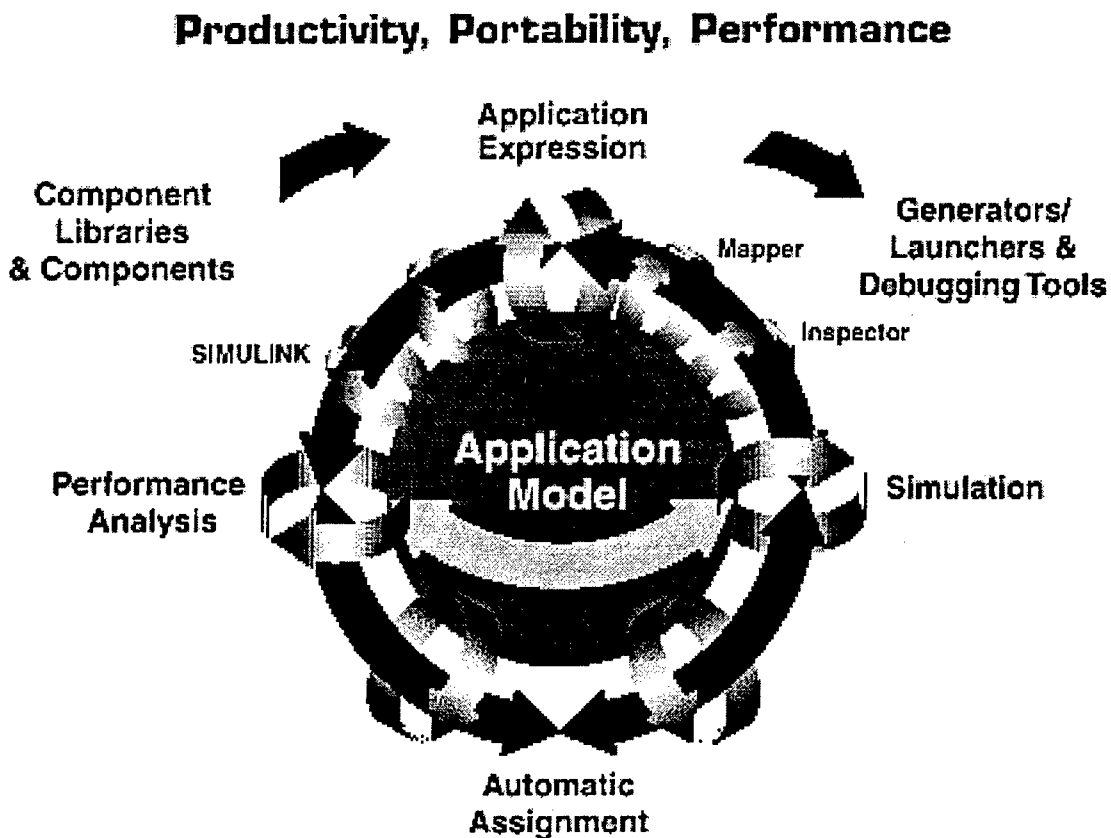 Productivity, Portability, Performance
Application
Expression
Component
Libraries
& Components
Generators/
Launchers &
Debugging Tools
Mapper
Inspector
SIMULINK
Application
Model
Performance
Analysis
Simulation
Automatic
Assignment